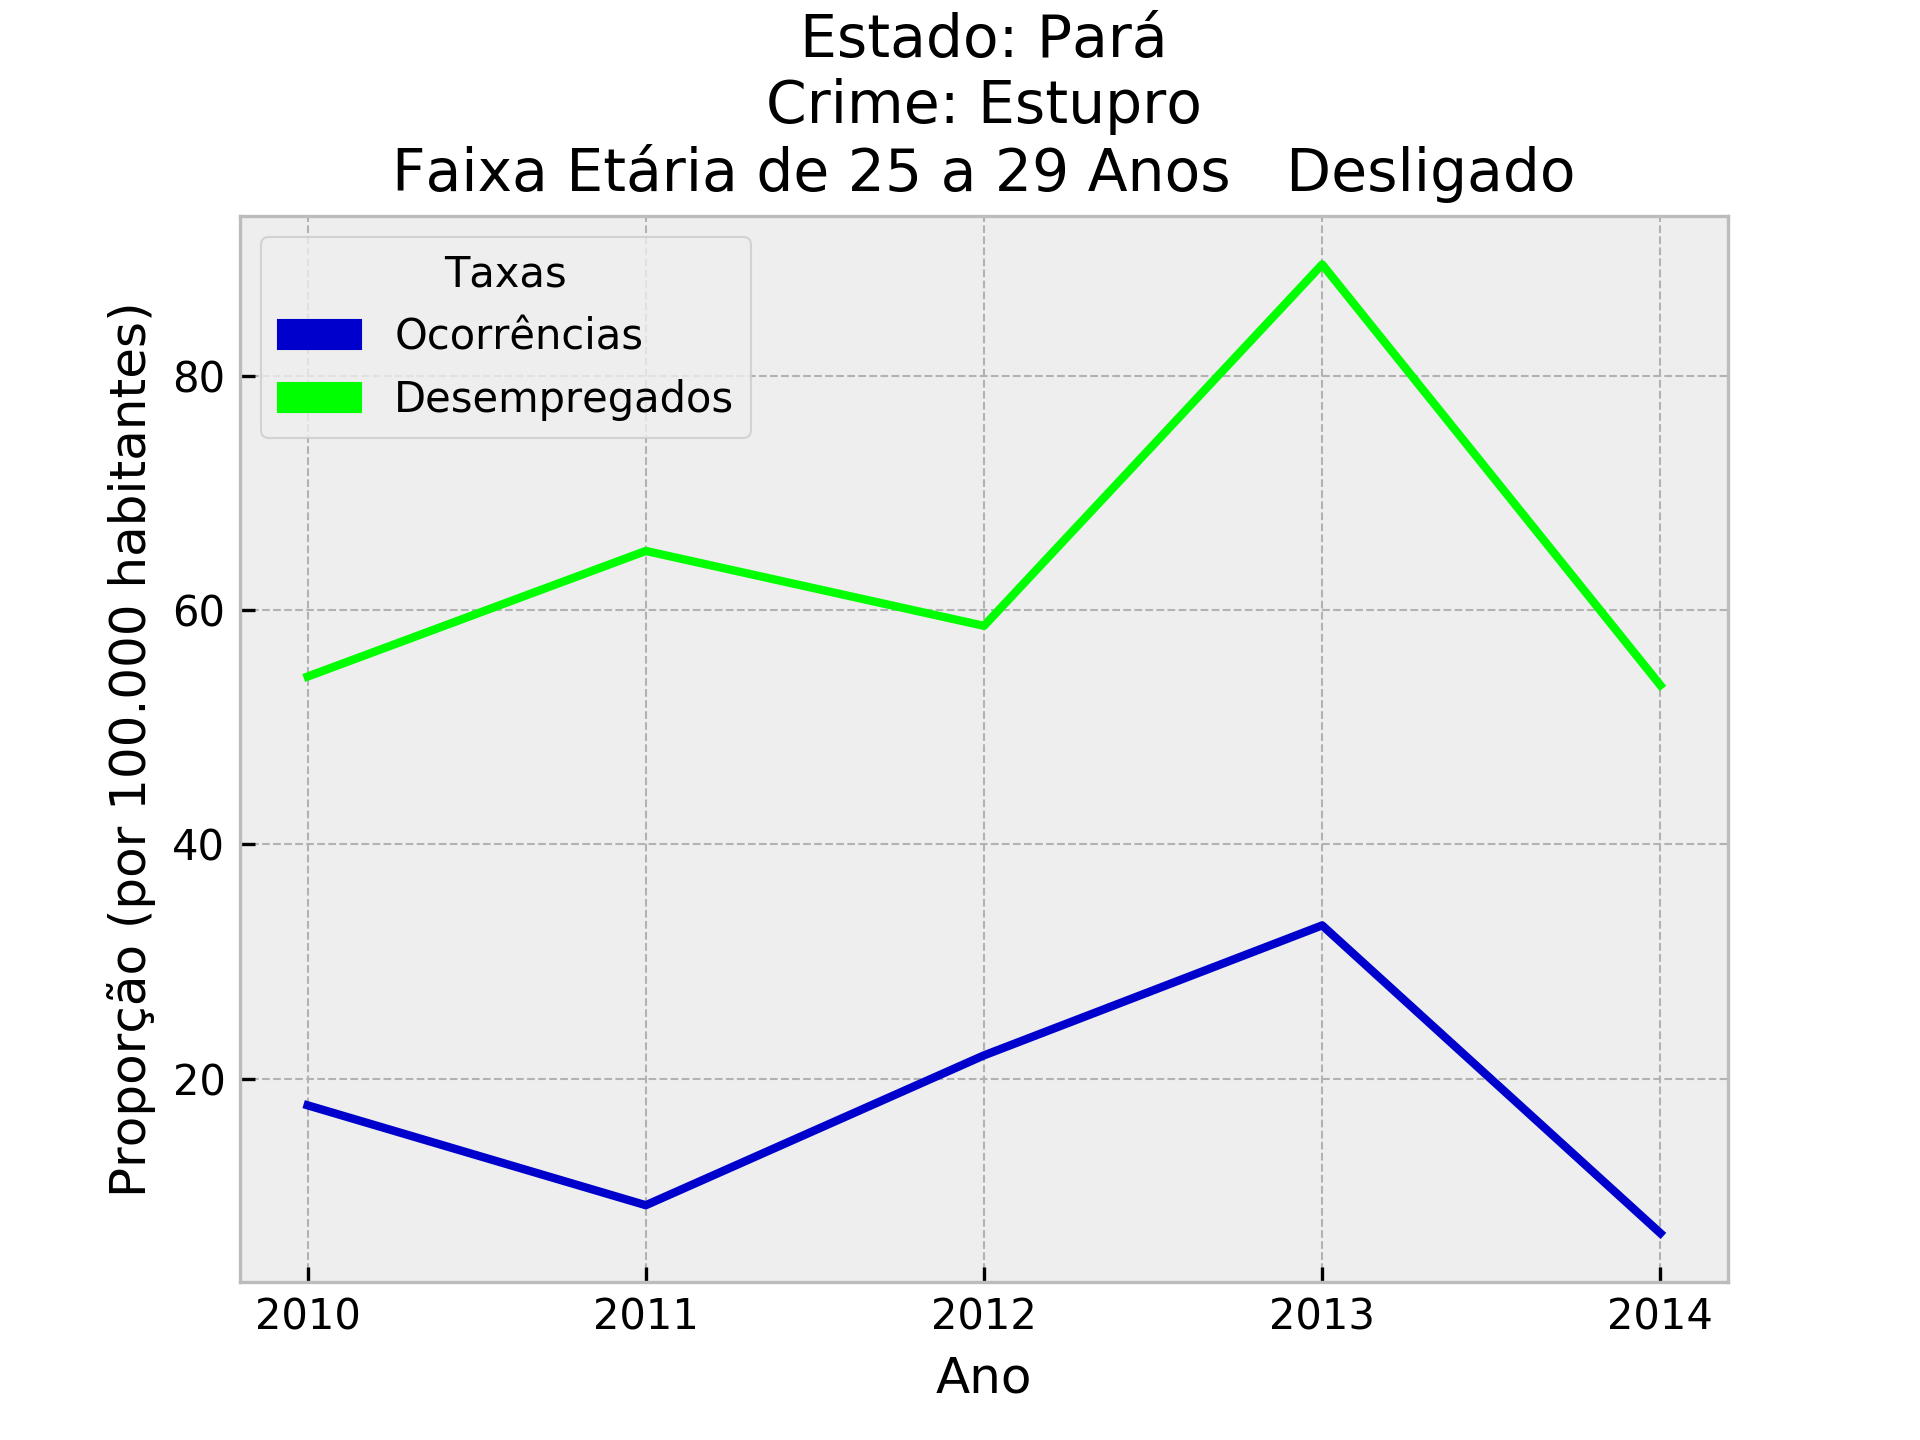 Estado: Pará
Crime: Estupro
Faixa Etária de 25 a 29 Anos   Desligado
Taxas
Ocorrências
Desempregados
Proporção (por 100.000 habitantes)
80
60
40
20
2010 2011 2012 2013 2014
Ano